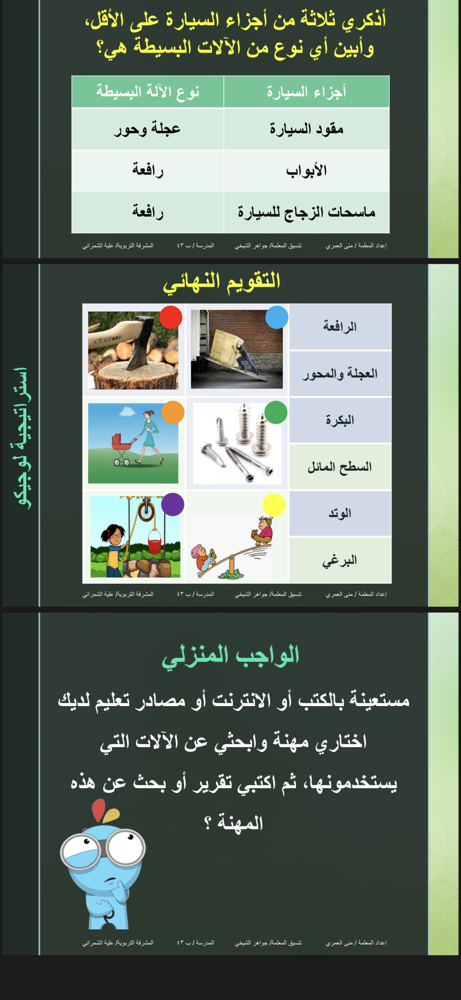 أذكري ثلاثة من أجزاء السيارة على الأقل،
وأبين أي نوع من الآلات البسيطة هي؟
أجزاء السيارة
نوع الآلة البسيطة
مقود السيارة
عجلة وحور
الأبواب
رافعة
ماسحات الزجاج للسيارة
رافعة
إعداد المعلمة / منى العمري
تنسيق المعلمة/ جواهر الشيخي
المدرسة / ب ٤٣
المشرفة التربوية/ علية الشمراني
التقويم النهائي
الرافعة
العجلة والمحور
البكرة
السطح المائل
الوتد
البرغي
استراتيجية لوجيكو
إعداد المعلمة / منى العمري
تنسيق المعلمة/ جواهر الشيخي
المدرسة / ب ٤٣
المشرفة التربوية/ علية الشمراني
الواجب المنزلي
مستعينة بالكتب أو الانترنت أو مصادر تعليم لديك
اختاري مهنة وابحثي عن الآلات التي
يستخدمونها، ثم اكتبي تقرير أو بحث عن هذه
المهنة ؟
إعداد المعلمة / منى العمري
تنسيق المعلمة/ جواهر الشيخي
المدرسة / ب ٤٣
المشرفة التربوية/ علية الشمراني